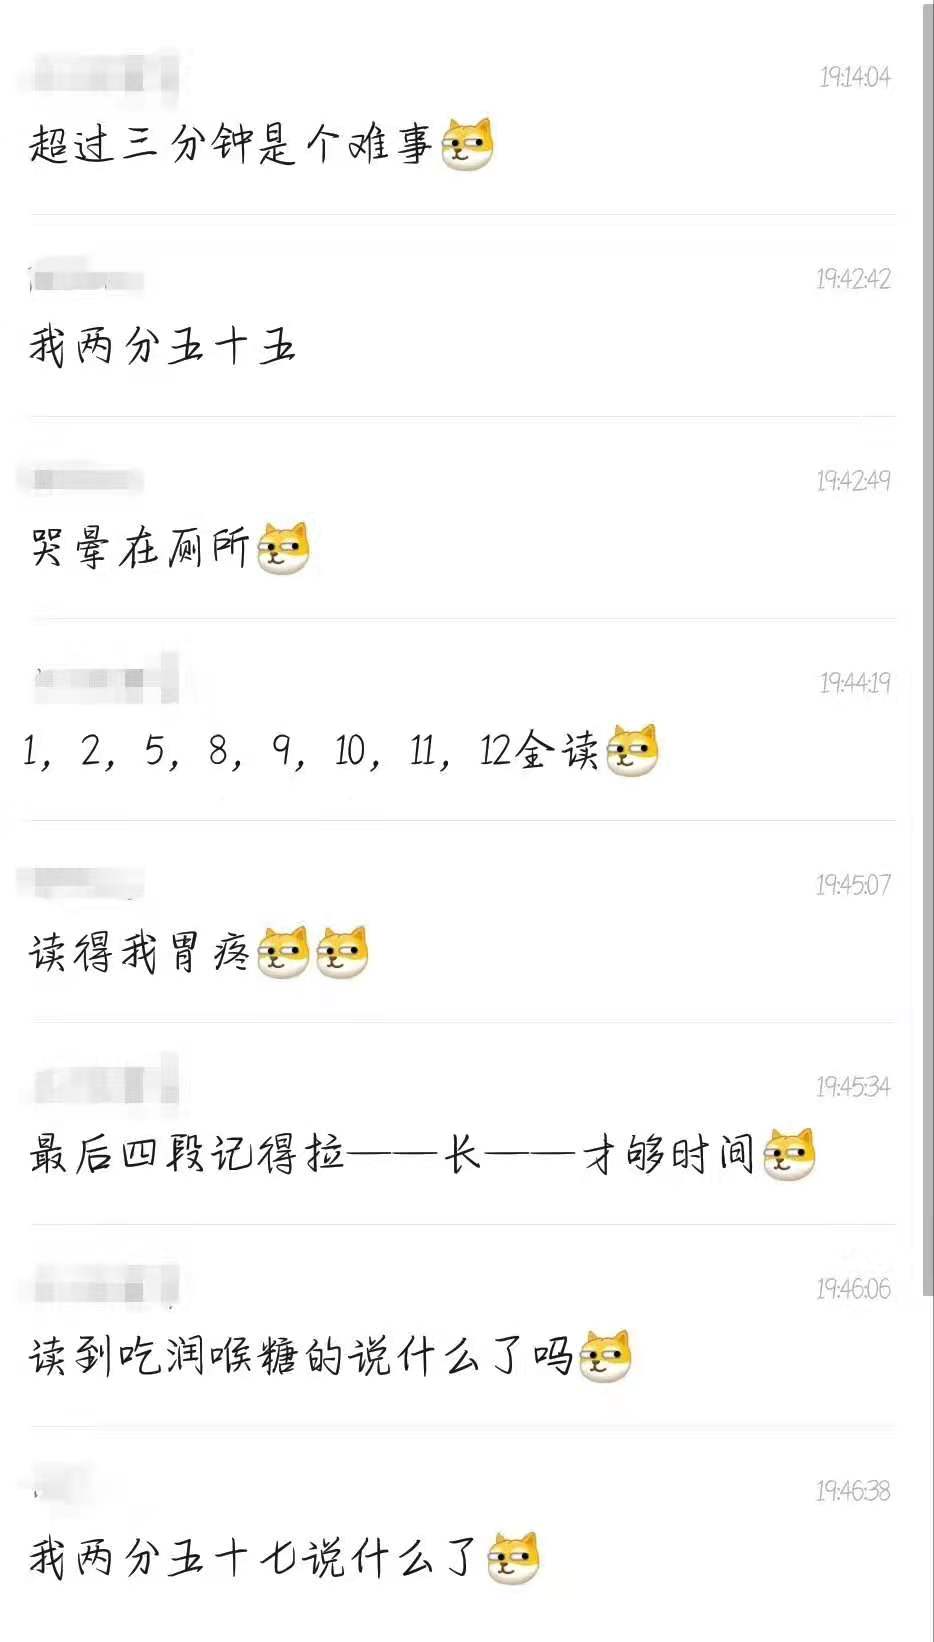 19:14:04
超过三分钟是个难事
19:42:42
我两分五十五
19:42:49
哭晕在厕所
19:44:19
1，2，5，8，9，10，11，12全读
19:45:07
读得我胃疼
19:45:34
最后四段记得拉——长——才够时间
19:46:06
读到吃润喉糖的说什么了吗
19:46:38
我两分五十七说什么了